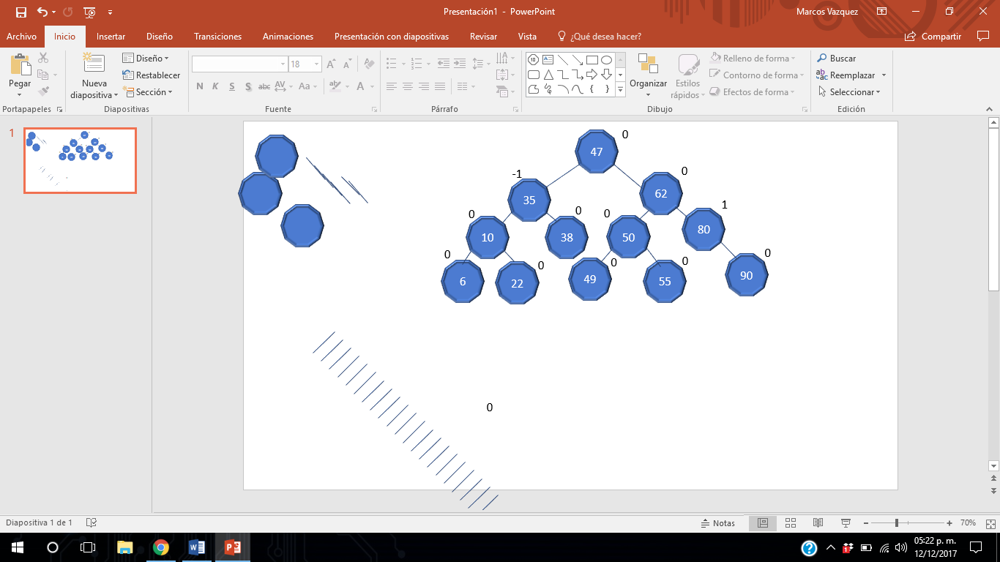 Presentación1 - PowerPoint
Marcos Vazquez
Archivo Inicio Insertar Diseño Transiciones Animaciones Presentación con diapositivas Revisar Vista ¿Qué desea hacer? Compartir
Pegar
Portapapeles
Nueva diapositiva
Diseño
Restablecer
Sección
Diapositivas
18
N K S S abc AV Aa A
Fuente
Párrafo
Organizar
Estilos rápidos
Relleno de forma
Contorno de forma
Efectos de forma
Dibujo
Buscar
Reemplazar
Seleccionar
Edición
1
47 0
-1 0
35 62
0 0 0 1
10 38 50 80
0 0 0 0 0
6 22 49 55 90
0
Diapositiva 1 de 1
Notas
70%
05:22 p. m.
12/12/2017